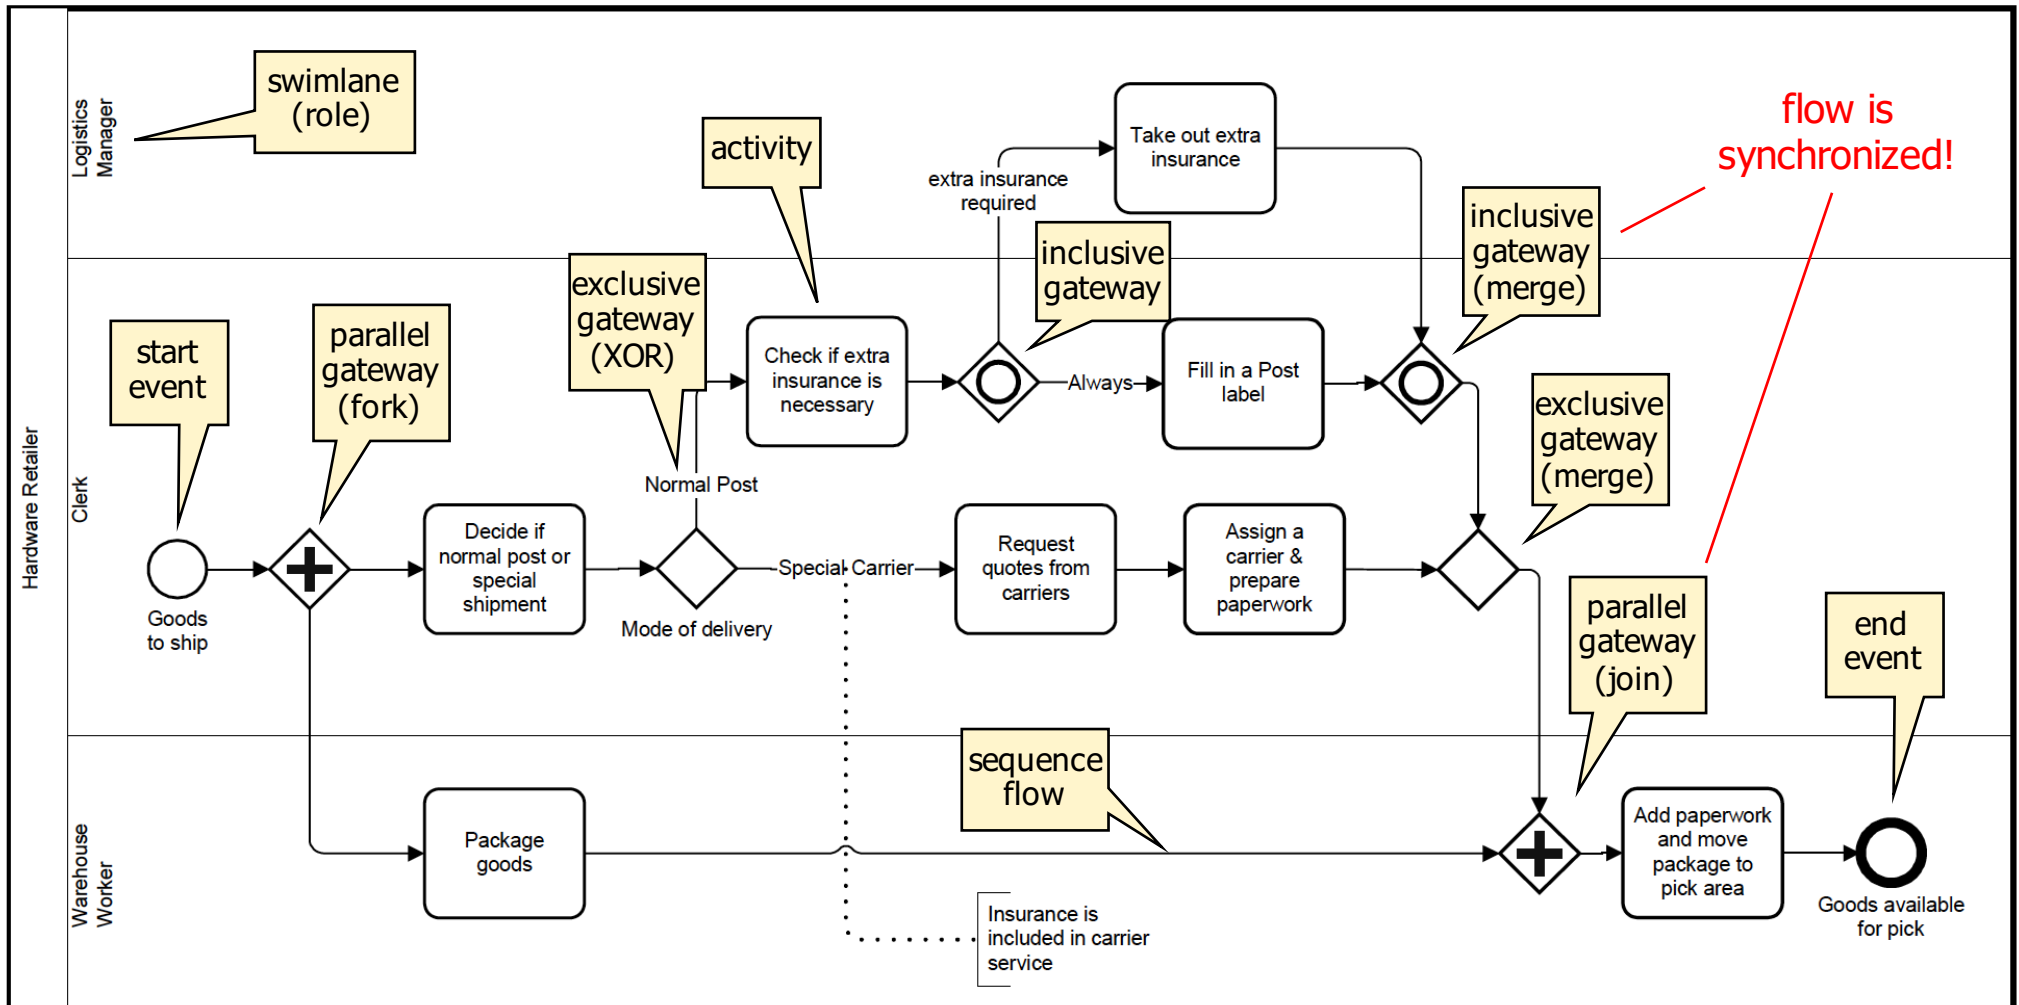 Hardware Retailer
Logistics
Manager
swimlane
(role)
activity
extra insurance
required
Take out extra
insurance
flow is
synchronized!
inclusive
gateway
(merge)
Clerk
start
event
parallel
gateway
(fork)
exclusive
gateway
(XOR)
Check if extra
insurance is
necessary
inclusive
gateway
Always
Fill in a Post
label
exclusive
gateway
(merge)
Normal Post
Goods
to ship
Decide if
normal post or
special
shipment
Mode of delivery
Special Carrier
Request
quotes from
carriers
Assign a
carrier &
prepare
paperwork
parallel
gateway
(join)
end
event
Warehouse
Worker
Package
goods
sequence
flow
Insurance is
included in carrier
service
Add paperwork
and move
package to
pick area
Goods available
for pick